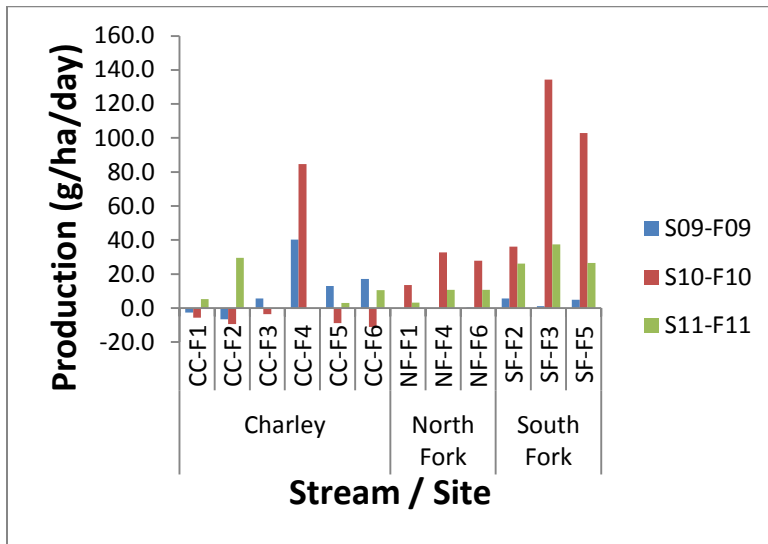 Production (g/ha/day)
160.0
140.0
120.0
100.0
80.0
60.0
40.0
20.0
0.0
-20.0
CC-F1
CC-F2
CC-F3
CC-F4
CC-F5
CC-F6
NF-F1
NF-F4
NF-F6
SF-F2
SF-F3
SF-F5
Charley
North
Fork
South
Fork
Stream / Site
S09-F09
S10-F10
S11-F11